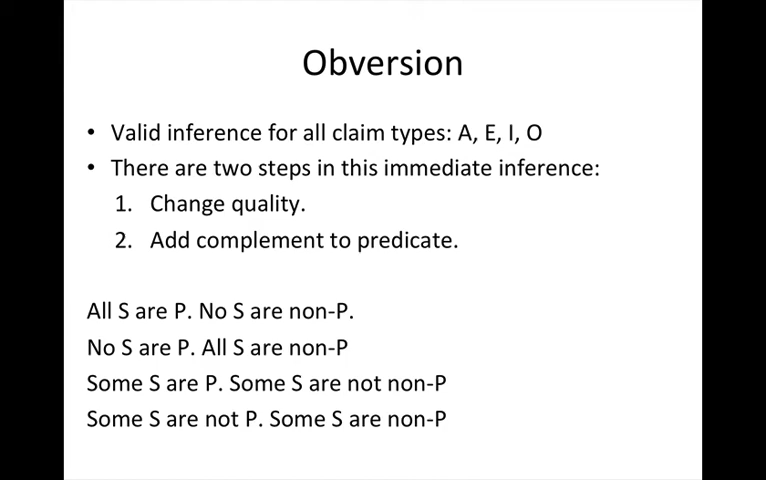 Obversion
• Valid inference for all claim types: A, E, I, O
• There are two steps in this immediate inference:
1. Change quality.
2. Add complement to predicate.
All S are P. No S are non-P.
No S are P. All S are non-P
Some S are P. Some S are not non-P
Some S are not P. Some S are non-P